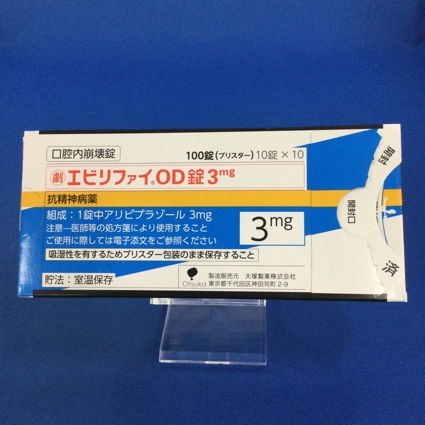 口腔内崩壊錠
100錠(ブリスター)10錠×10
劇 エビリファイ®OD錠3mg
抗精神病薬
組成:1錠中アリピプラゾール 3mg
注意―医師等の処方箋により使用すること
ご使用に際しては電子添文をご参照ください
3mg
吸湿性を有するためブリスター包装のまま保存すること
貯法:室温保存
Otsuka
製造販売元 大塚製薬株式会社
東京都千代田区神田司町2-9
開封
開封口
済